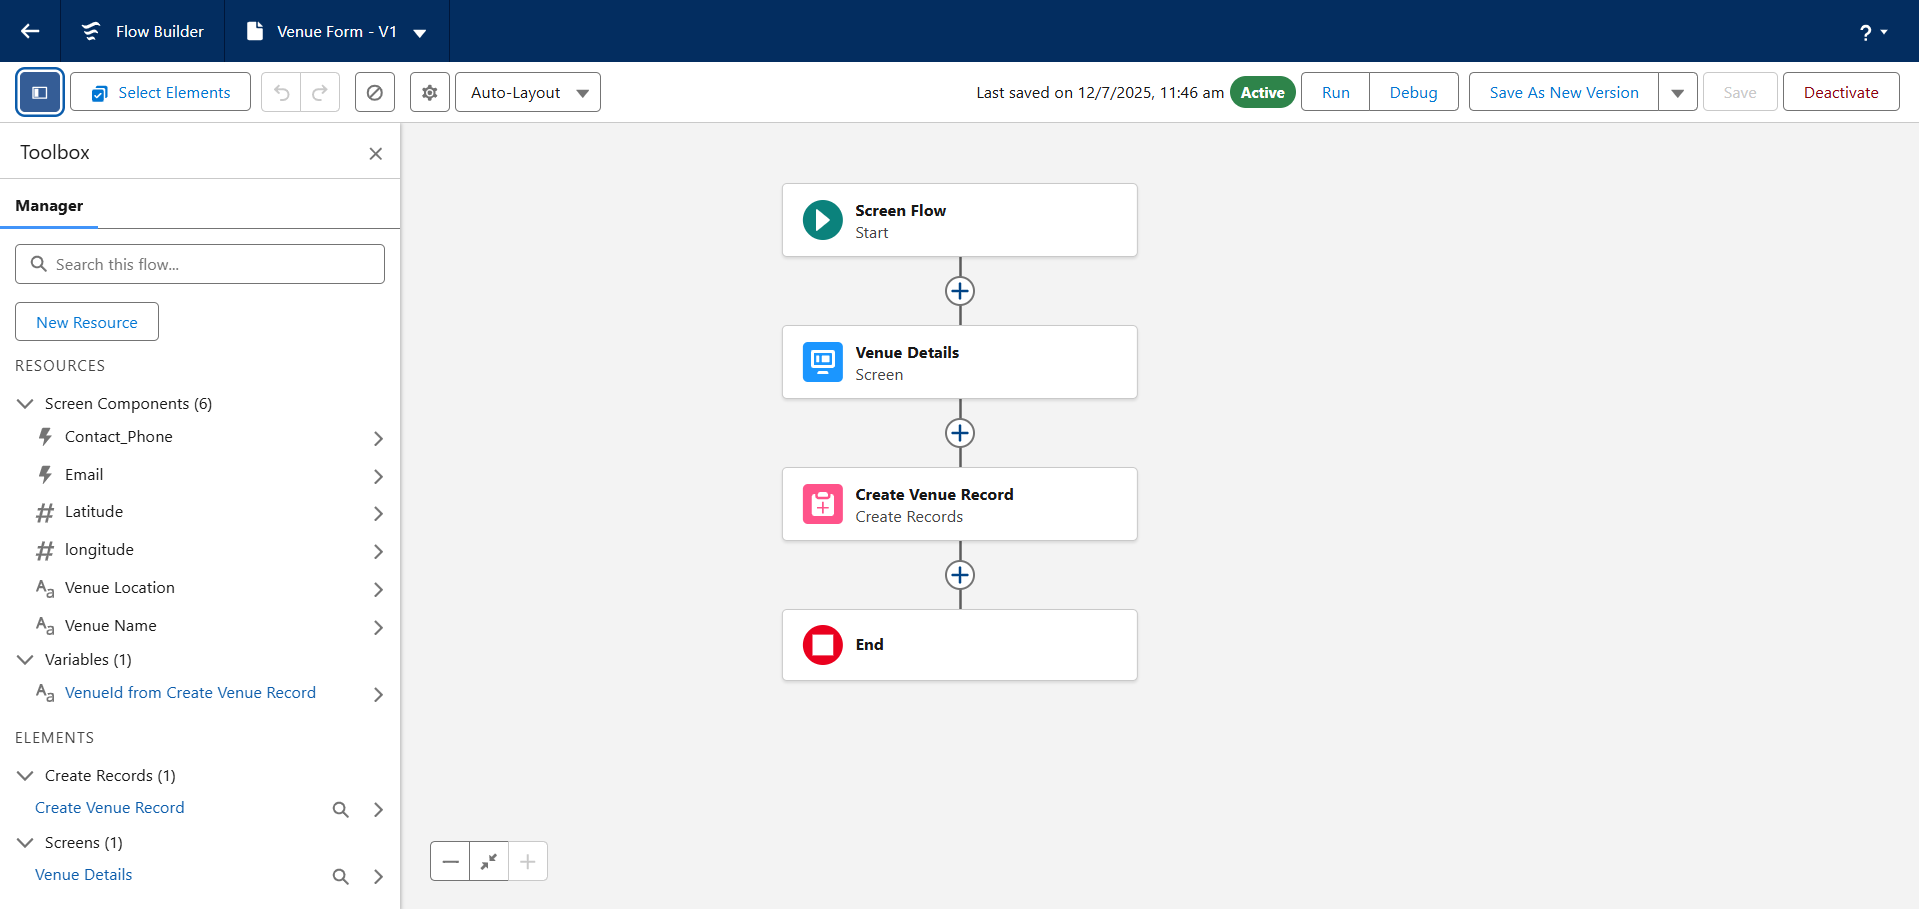 Flow Builder
Venue Form - V1
?
Select Elements
Auto-Layout
Last saved on 12/7/2025, 11:46 am
Active
Run
Debug
Save As New Version
Save
Deactivate
Toolbox
Manager
Search this flow...
New Resource
RESOURCES
Screen Components (6)
Contact_Phone
Email
Latitude
longitude
Venue Location
Venue Name
Variables (1)
VenueId from Create Venue Record
ELEMENTS
Create Records (1)
Create Venue Record
Screens (1)
Venue Details
Screen Flow
Start
Venue Details
Screen
Create Venue Record
Create Records
End